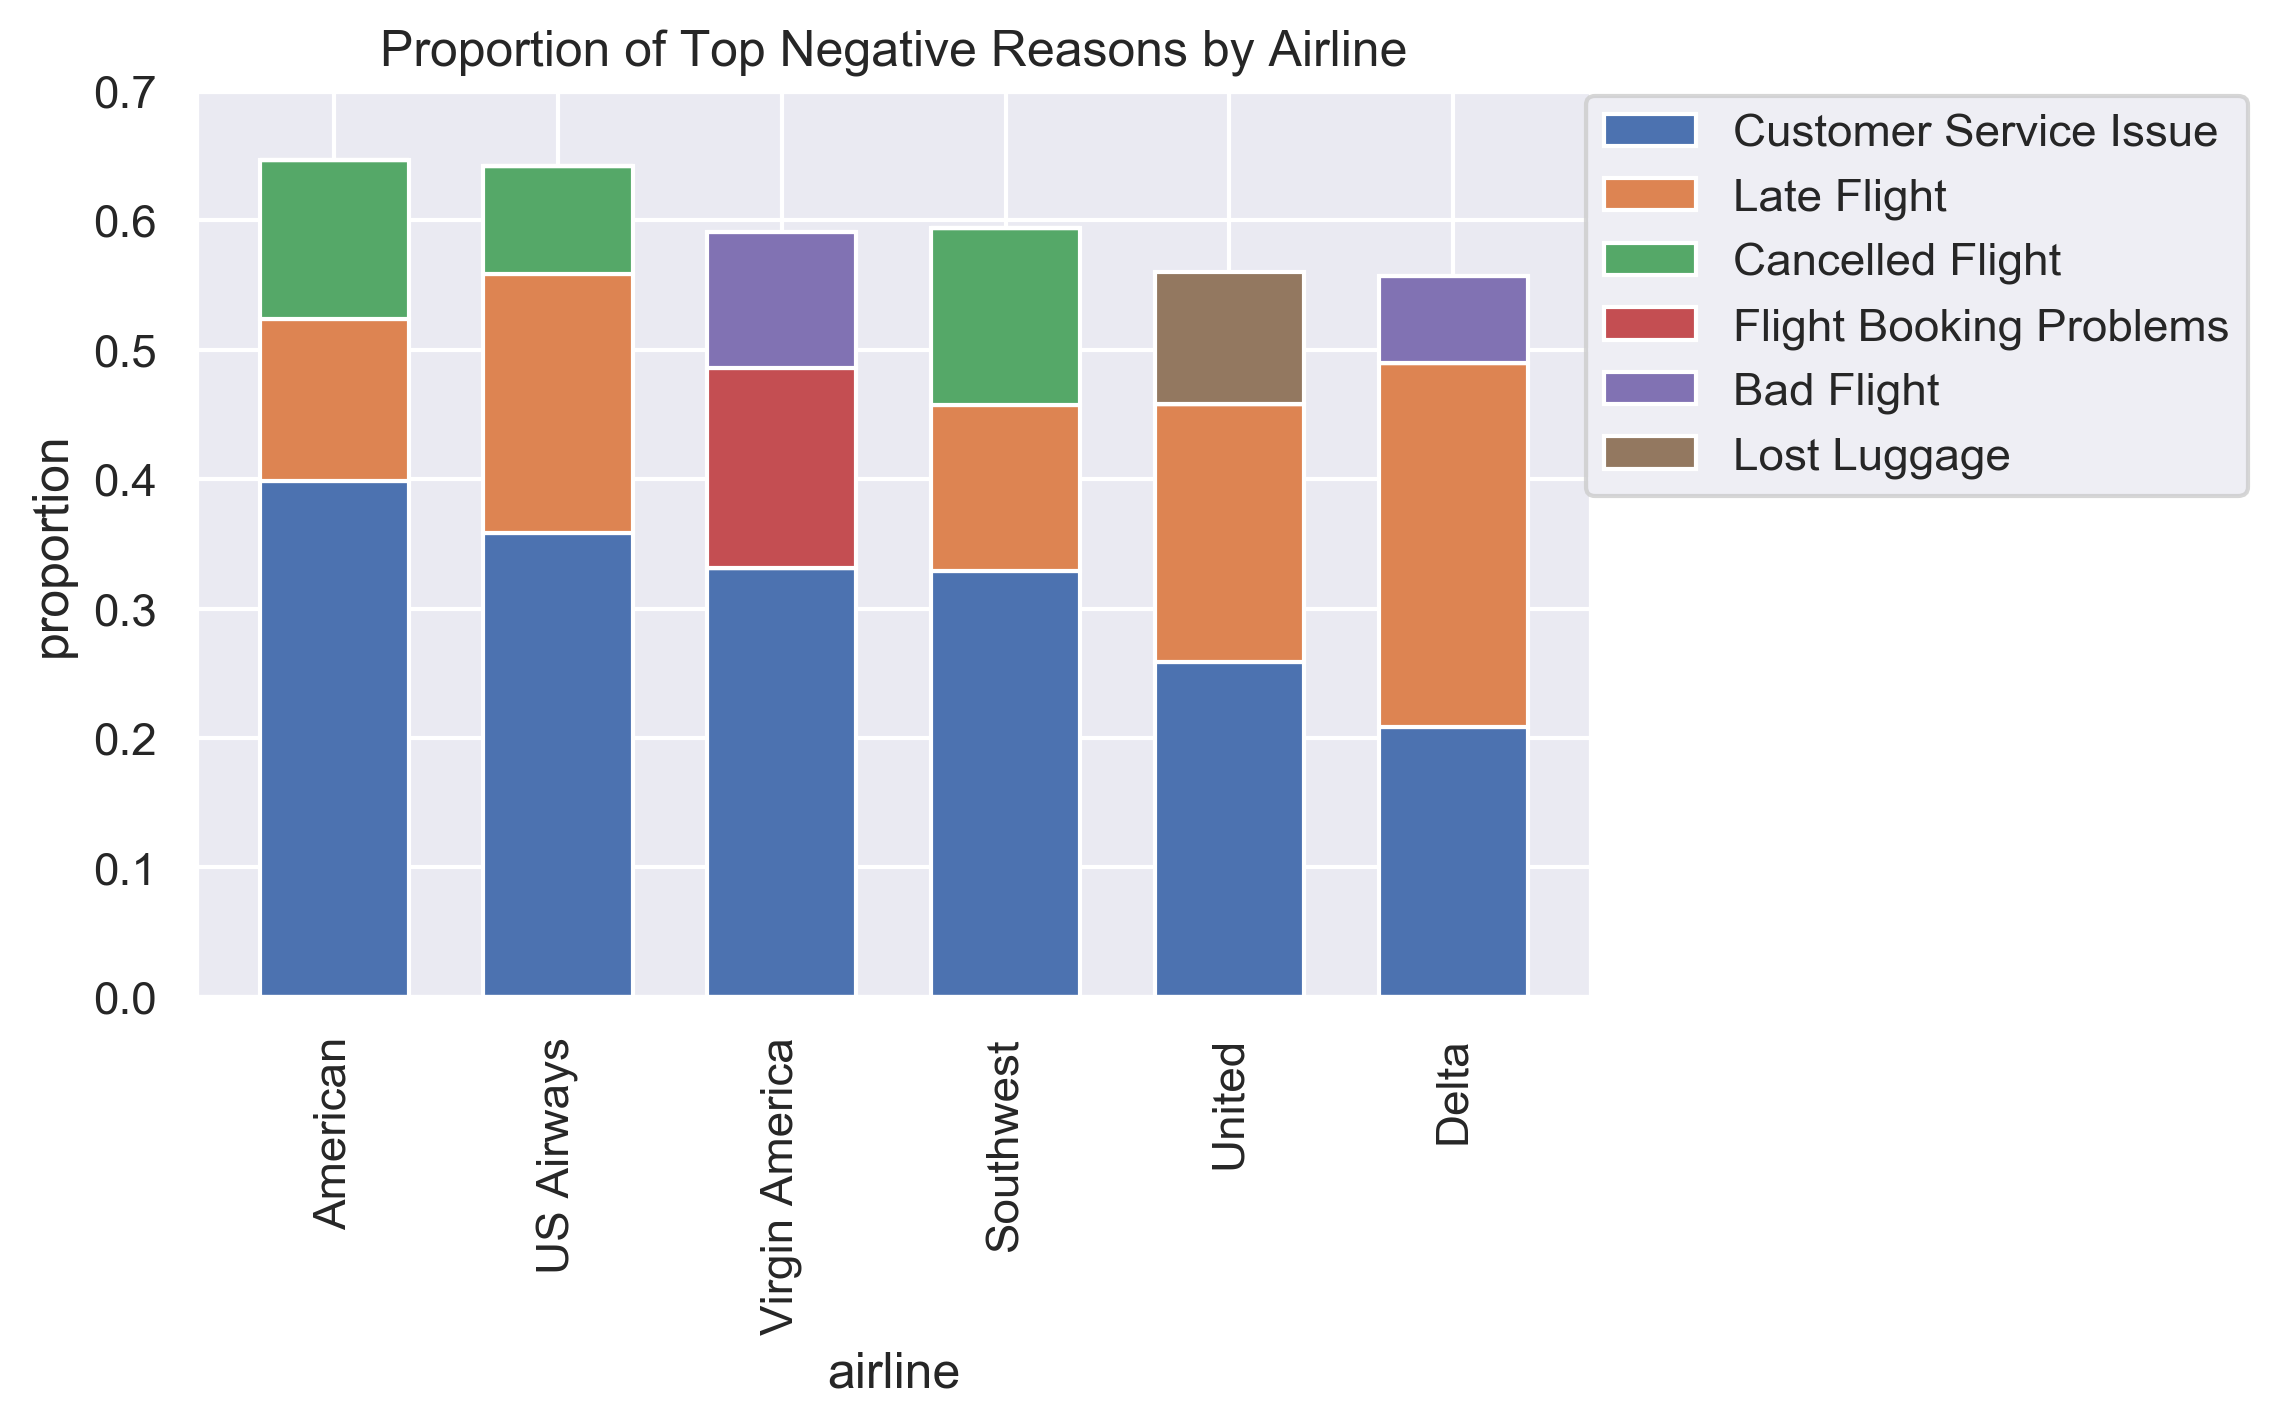 Proportion of Top Negative Reasons by Airline
proportion
0.7
0.6
0.5
0.4
0.3
0.2
0.1
0.0
American
US Airways
Virgin America
Southwest
United
Delta
airline
Customer Service Issue
Late Flight
Cancelled Flight
Flight Booking Problems
Bad Flight
Lost Luggage